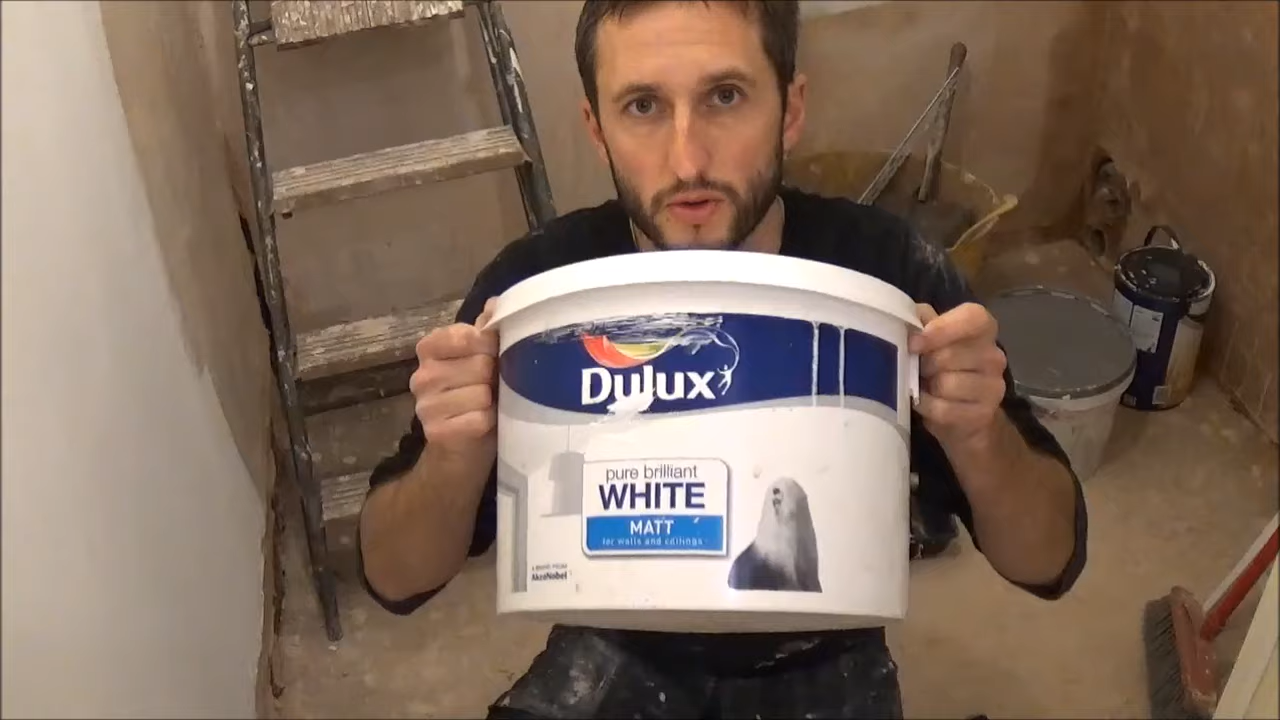 Dulux
pure brilliant
WHITE
MATT
for walls and ceilings
AkzoNobel